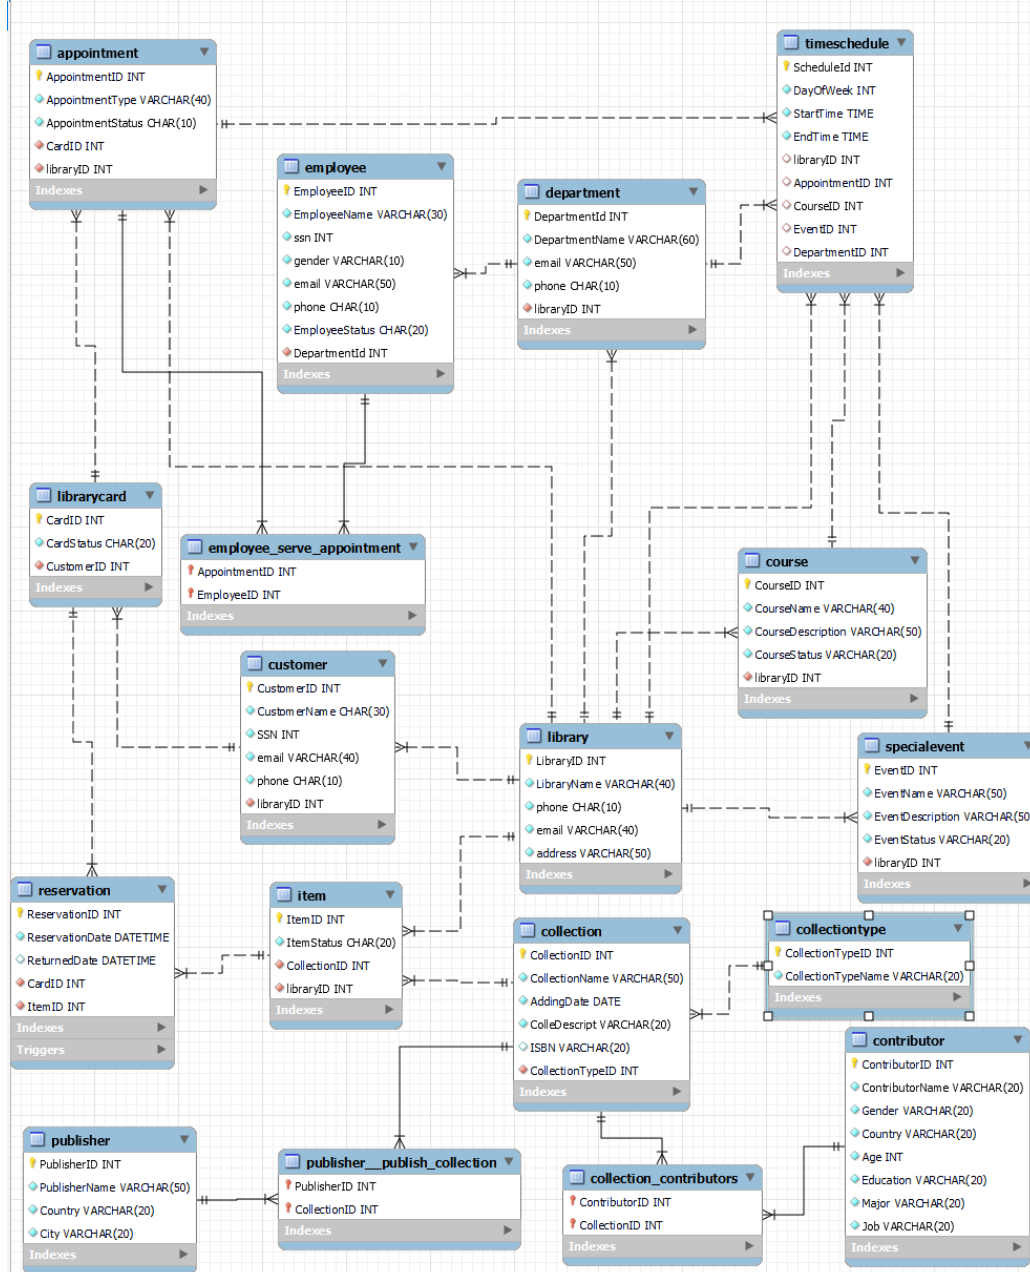 appointment
AppointmentID INT
AppointmentType VARCHAR(40)
AppointmentStatus CHAR(10)
CardID INT
libraryID INT
Indexes
timeschedule
ScheduleId INT
DayOfWeek INT
StartTime TIME
EndTime TIME
libraryID INT
AppointmentID INT
CourseID INT
EventID INT
DepartmentID INT
Indexes
employee
EmployeeID INT
EmployeeName VARCHAR(30)
ssn INT
gender VARCHAR(10)
email VARCHAR(50)
phone CHAR(10)
EmployeeStatus CHAR(20)
DepartmentId INT
Indexes
department
DepartmentId INT
DepartmentName VARCHAR(60)
email VARCHAR(50)
phone CHAR(10)
libraryID INT
Indexes
librarycard
CardID INT
CardStatus CHAR(20)
CustomerID INT
Indexes
employee_serve_appointment
AppointmentID INT
EmployeeID INT
Indexes
course
CourseID INT
CourseName VARCHAR(40)
CourseDescription VARCHAR(50)
CourseStatus VARCHAR(20)
libraryID INT
Indexes
customer
CustomerID INT
CustomerName CHAR(30)
SSN INT
email VARCHAR(40)
phone CHAR(10)
libraryID INT
Indexes
library
LibraryID INT
LibraryName VARCHAR(40)
phone CHAR(10)
email VARCHAR(40)
address VARCHAR(50)
Indexes
specialevent
EventID INT
EventName VARCHAR(50)
EventDescription VARCHAR(50
EventStatus VARCHAR(20)
libraryID INT
Indexes
reservation
ReservationID INT
ReservationDate DATETIME
ReturnedDate DATETIME
CardID INT
ItemID INT
Indexes
Triggers
item
ItemID INT
ItemStatus CHAR(20)
CollectionID INT
libraryID INT
Indexes
collection
CollectionID INT
CollectionName VARCHAR(50)
AddingDate DATE
ColleDescript VARCHAR(20)
ISBN VARCHAR(20)
CollectionTypeID INT
Indexes
collectiontype
CollectionTypeID INT
CollectionTypeName VARCHAR(20)
Indexes
contributor
ContributorID INT
ContributorName VARCHAR(20)
Gender VARCHAR(20)
Country VARCHAR(20)
Age INT
Education VARCHAR(20)
Major VARCHAR(20)
Job VARCHAR(20)
Indexes
publisher
PublisherID INT
PublisherName VARCHAR(50)
Country VARCHAR(20)
City VARCHAR(20)
Indexes
publisher__publish_collection
PublisherID INT
CollectionID INT
Indexes
collection_contributors
ContributorID INT
CollectionID INT
Indexes